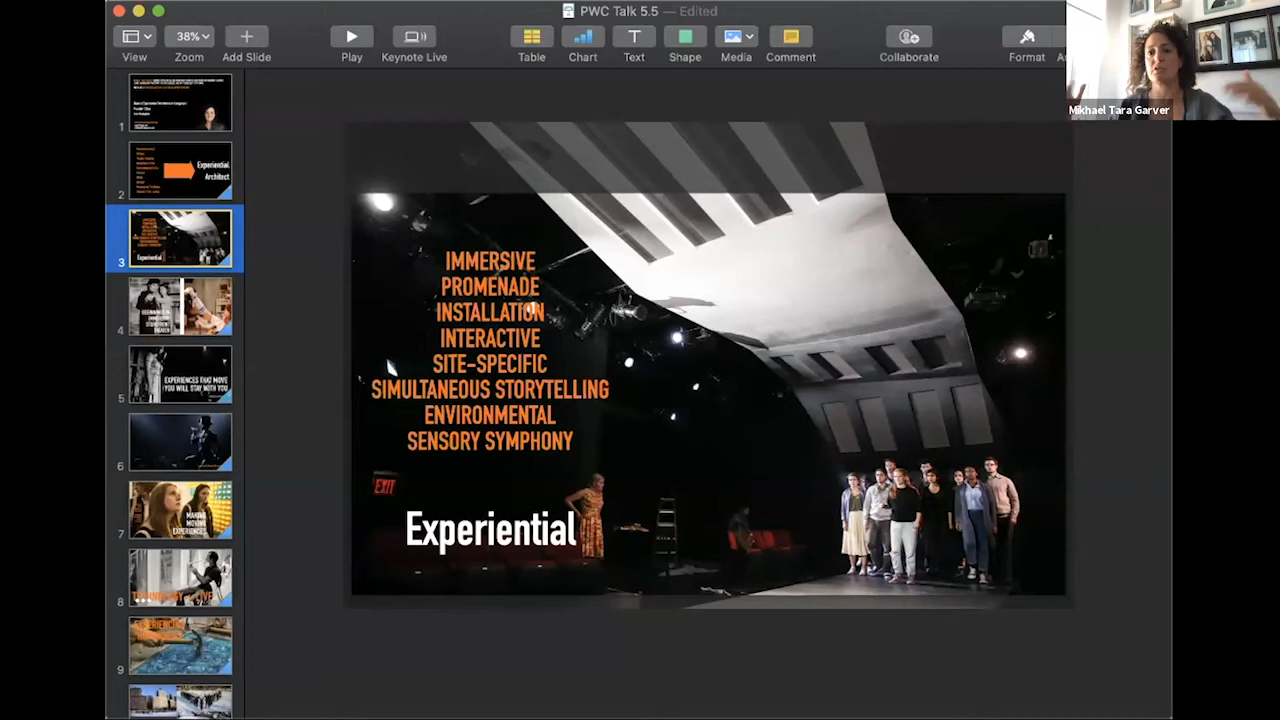 PWC Talk 5.5 — Edited
38%
View
Zoom
Add Slide
Play
Keynote Live
Table
Chart
Text
Shape
Media
Comment
Collaborate
Format
Mikhael Tara Garver
1
2
Experiential
Architect
3
Experiential
4
5
EXPERIENCES THAT MOVE
YOU WILL STAY WITH YOU
6
7
MAKING
MOVING
EXPERIENCES
8
9
IMMERSIVE
PROMENADE
INSTALLATION
INTERACTIVE
SITE-SPECIFIC
SIMULTANEOUS STORYTELLING
ENVIRONMENTAL
SENSORY SYMPHONY
EXIT
Experiential